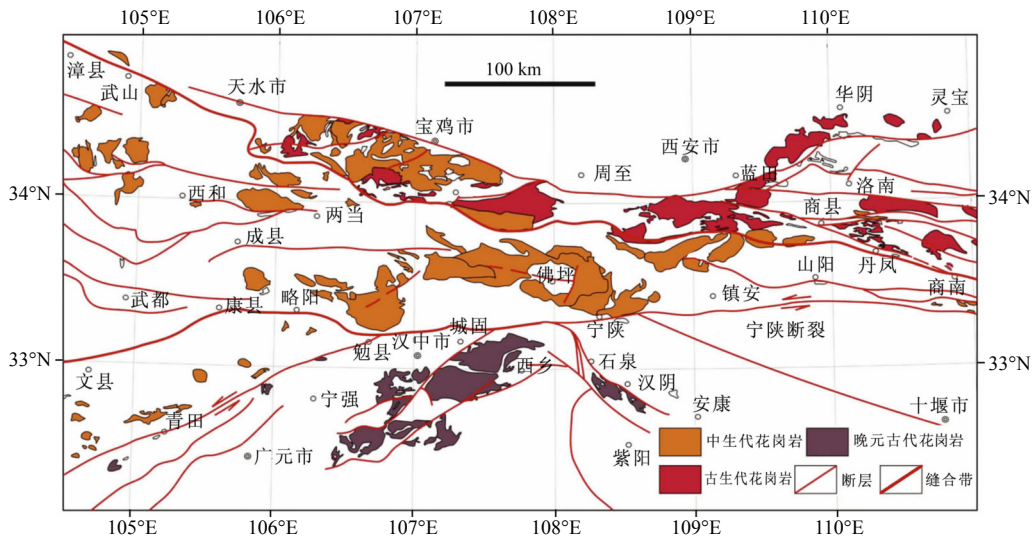 105°E 106°E 107°E 108°E 109°E 110°E
漳县
武山
天水市
100 km
华阴
灵宝
宝鸡市
西安市
34°N
西和
两当
周至
蓝田
洛南
34°N
商县
成县
佛坪
山阳
丹凤
商南
武都
康县
略阳
镇安
宁陕
宁陕断裂
33°N
勉县
汉中市
城固
西乡
石泉
汉阴
33°N
文县
青田
宁强
安康
十堰市
广元市
紫阳
中生代花岗岩
晚元古代花岗岩
古生代花岗岩
断层
缝合带
105°E 106°E 107°E 108°E 109°E 110°E